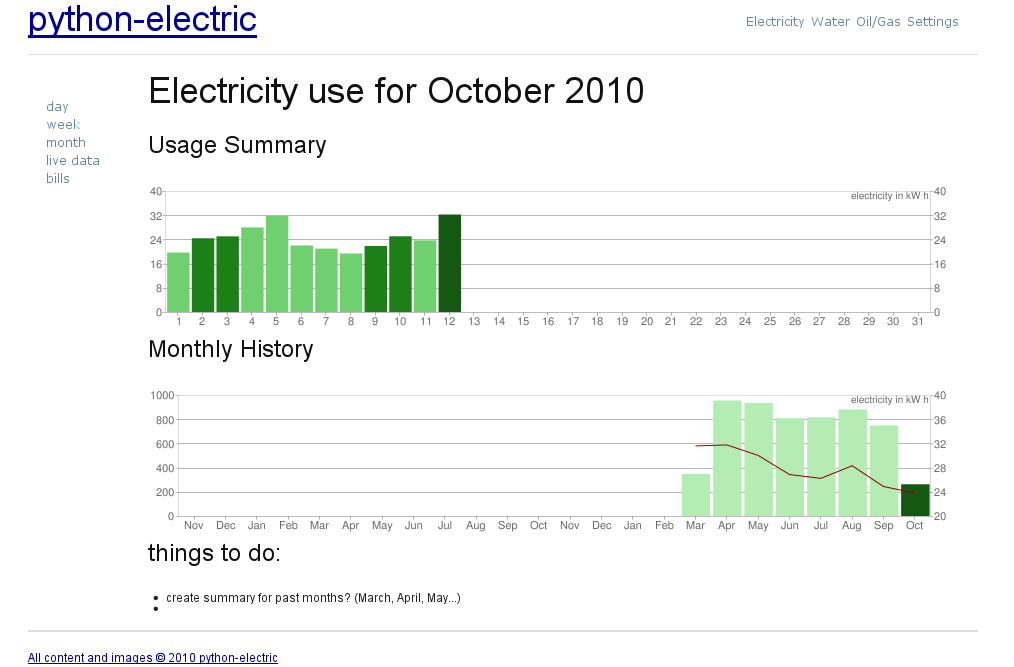 python-electric
Electricity Water Oil/Gas Settings
day
week
month
live data
bills
Electricity use for October 2010
Usage Summary
electricity in kW h
40 40
32 32
24 24
16 16
8 8
0 0
1 2 3 4 5 6 7 8 9 10 11 12 13 14 15 16 17 18 19 20 21 22 23 24 25 26 27 28 29 30 31
Monthly History
electricity in kW h
1000 40
800 36
600 32
400 28
200 24
0 20
Nov Dec Jan Feb Mar Apr May Jun Jul Aug Sep Oct Nov Dec Jan Feb Mar Apr May Jun Jul Aug Sep Oct
things to do:
create summary for past months? (March, April, May...)
All content and images © 2010 python-electric